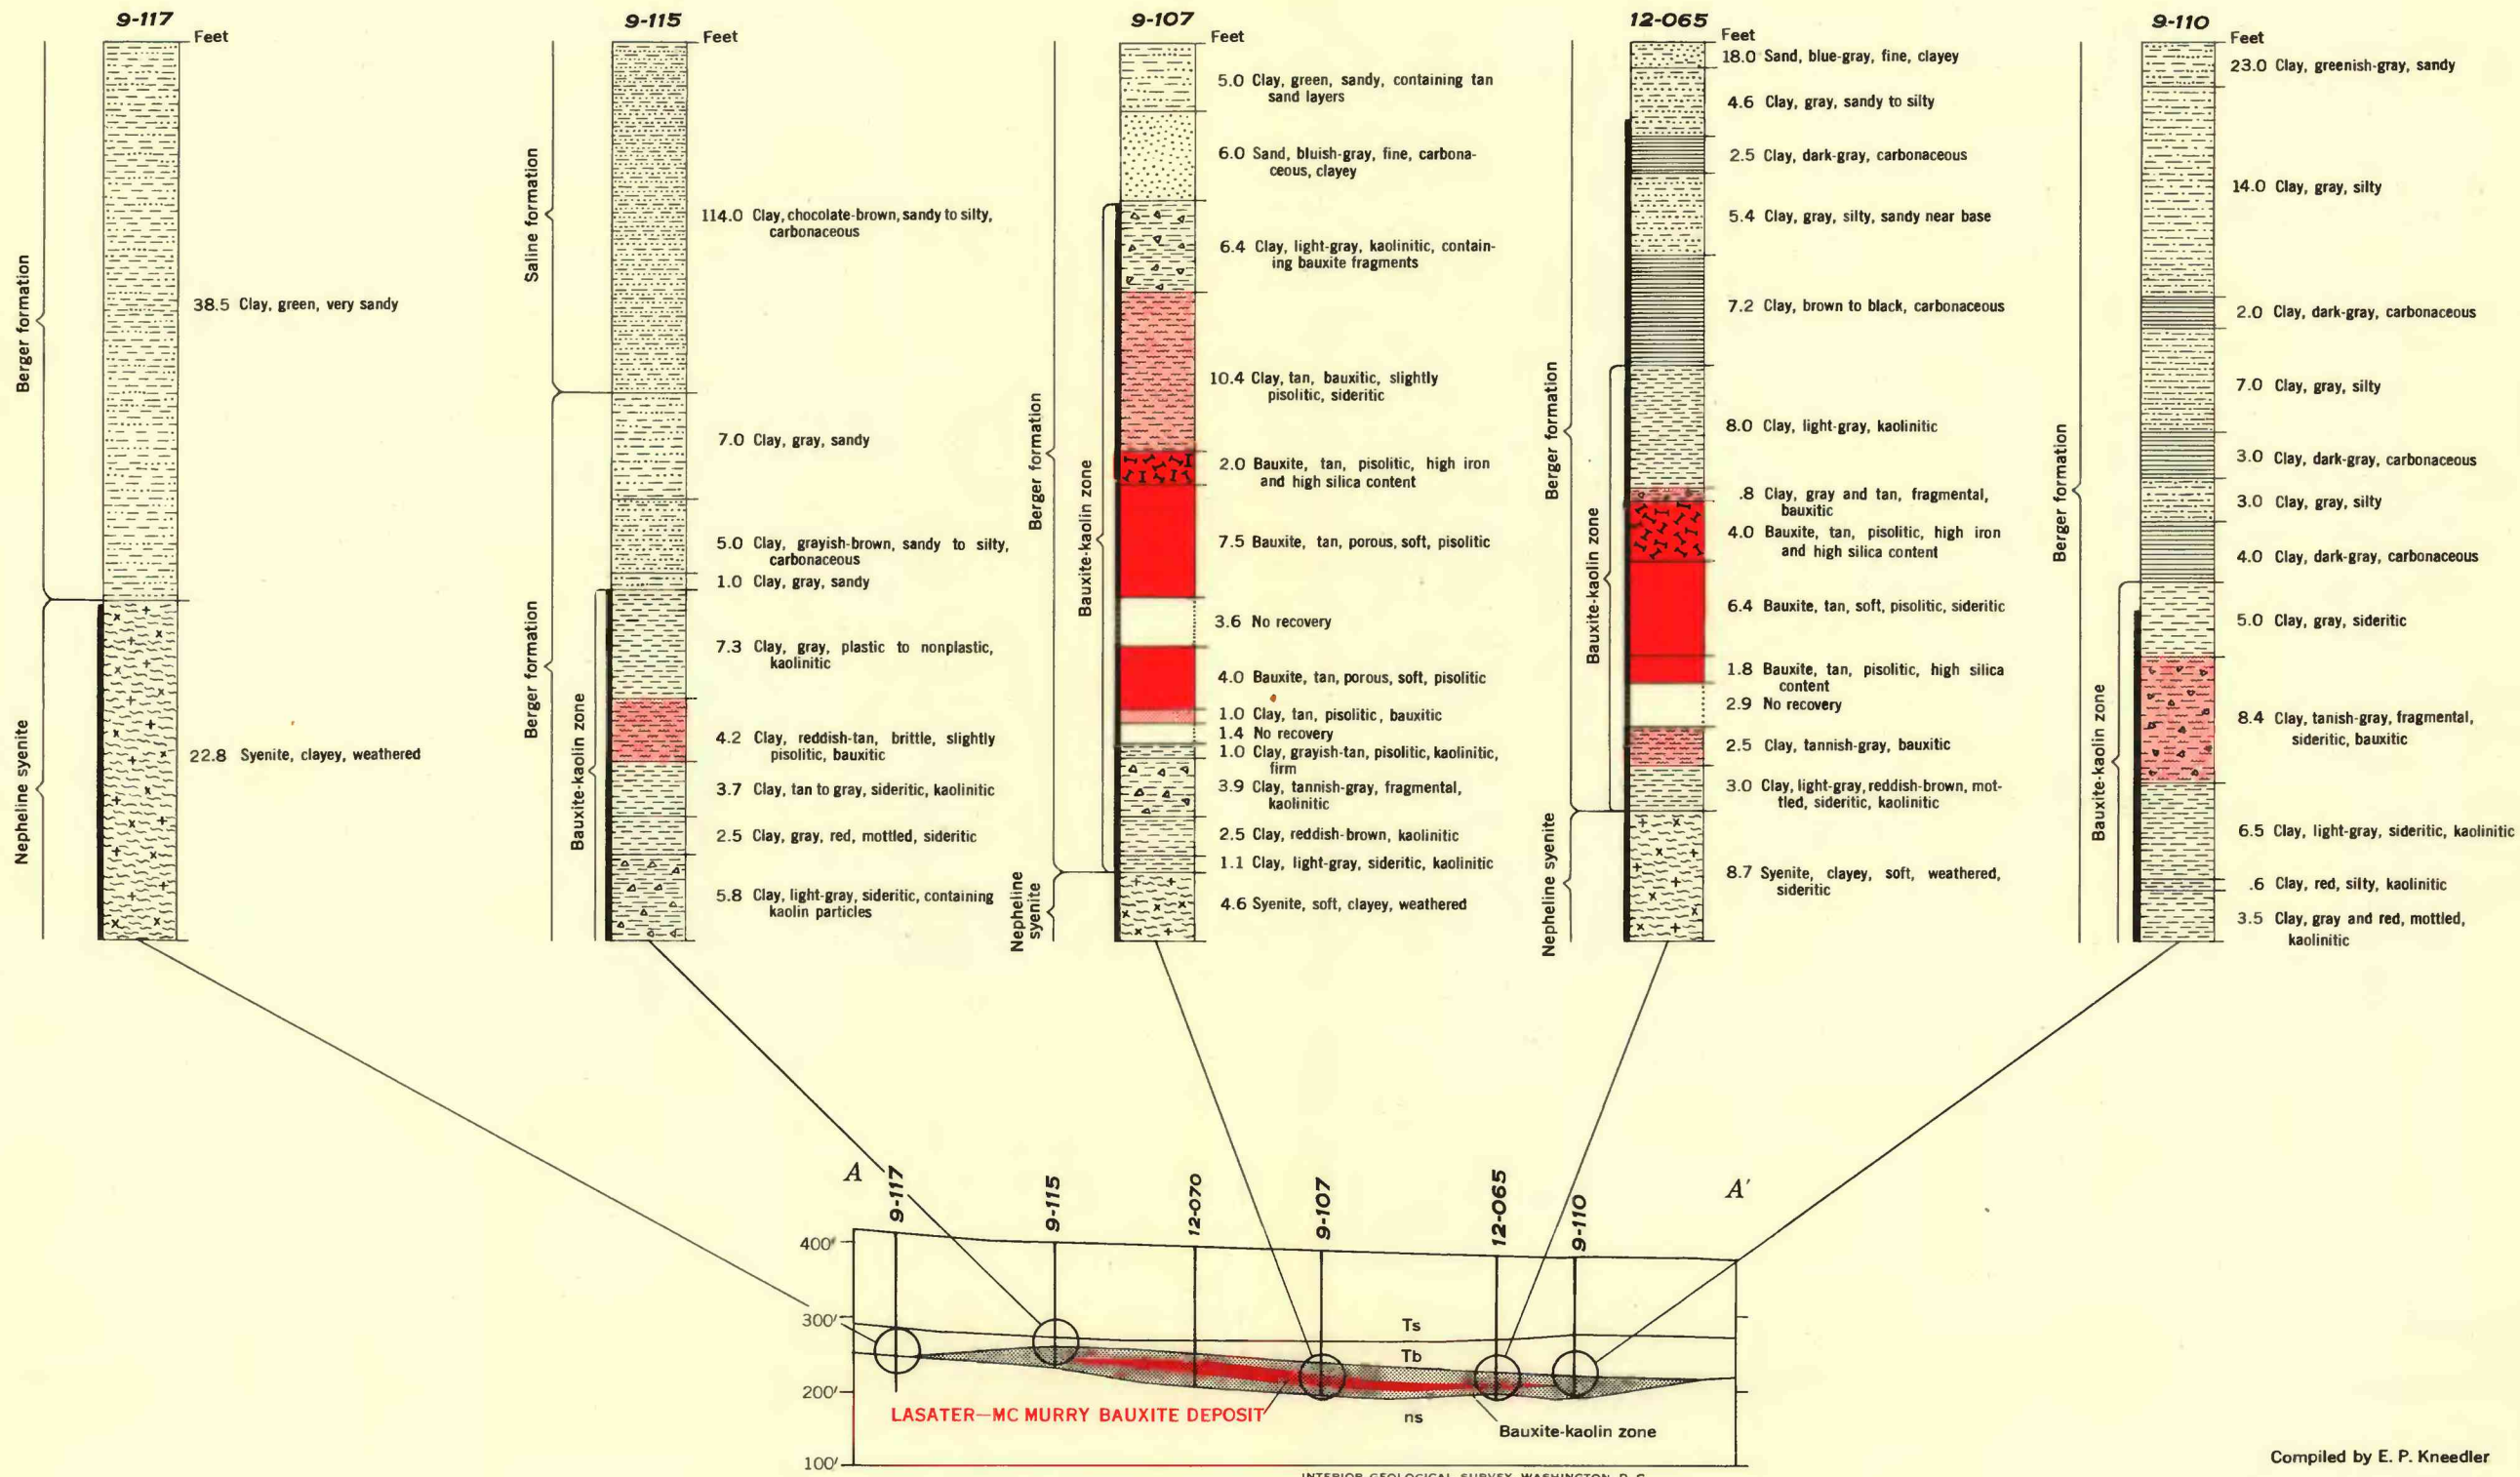 9-117
Feet
Berger formation
38.5 Clay, green, very sandy
Nepheline syenite
22.8 Syenite, clayey, weathered
9-115
Feet
Saline formation
114.0 Clay, chocolate-brown, sandy to silty,
carbonaceous
7.0 Clay, gray, sandy
5.0 Clay, grayish-brown, sandy to silty,
carbonaceous
1.0 Clay, gray, sandy
Berger formation
Bauxite-kaolin zone
7.3 Clay, gray, plastic to nonplastic,
kaolinitic
4.2 Clay, reddish-tan, brittle, slightly
pisolitic, bauxitic
3.7 Clay, tan to gray, sideritic, kaolinitic
2.5 Clay, gray, red, mottled, sideritic
5.8 Clay, light-gray, sideritic, containing
kaolin particles
9-107
Feet
5.0 Clay, green, sandy, containing tan
sand layers
6.0 Sand, bluish-gray, fine, carbona-
ceous, clayey
6.4 Clay, light-gray, kaolinitic, contain-
ing bauxite fragments
10.4 Clay, tan, bauxitic, slightly
pisolitic, sideritic
Berger formation
Bauxite-kaolin zone
2.0 Bauxite, tan, pisolitic, high iron
and high silica content
7.5 Bauxite, tan, porous, soft, pisolitic
3.6 No recovery
4.0 Bauxite, tan, porous, soft, pisolitic
1.0 Clay, tan, pisolitic, bauxitic
1.4 No recovery
1.0 Clay, grayish-tan, pisolitic, kaolinitic,
firm
3.9 Clay, tannish-gray, fragmental,
kaolinitic
2.5 Clay, reddish-brown, kaolinitic
1.1 Clay, light-gray, sideritic, kaolinitic
Nepheline
syenite
4.6 Syenite, soft, clayey, weathered
12-065
Feet
18.0 Sand, blue-gray, fine, clayey
4.6 Clay, gray, sandy to silty
2.5 Clay, dark-gray, carbonaceous
5.4 Clay, gray, silty, sandy near base
7.2 Clay, brown to black, carbonaceous
Berger formation
Bauxite-kaolin zone
8.0 Clay, light-gray, kaolinitic
.8 Clay, gray and tan, fragmental,
bauxitic
4.0 Bauxite, tan, pisolitic, high iron
and high silica content
6.4 Bauxite, tan, soft, pisolitic, sideritic
1.8 Bauxite, tan, pisolitic, high silica
content
2.9 No recovery
2.5 Clay, tannish-gray, bauxitic
3.0 Clay, light-gray, reddish-brown, mot-
tled, sideritic, kaolinitic
Nepheline syenite
8.7 Syenite, clayey, soft, weathered,
sideritic
9-110
Feet
23.0 Clay, greenish-gray, sandy
14.0 Clay, gray, silty
2.0 Clay, dark-gray, carbonaceous
7.0 Clay, gray, silty
3.0 Clay, dark-gray, carbonaceous
3.0 Clay, gray, silty
4.0 Clay, dark-gray, carbonaceous
Berger formation
Bauxite-kaolin zone
5.0 Clay, gray, sideritic
8.4 Clay, tanish-gray, fragmental,
sideritic, bauxitic
6.5 Clay, light-gray, sideritic, kaolinitic
.6 Clay, red, silty, kaolinitic
3.5 Clay, gray and red, mottled,
kaolinitic
A
A'
9-117
9-115
12-070
9-107
12-065
9-110
400'
300'
200'
100'
Ts
Tb
ns
LASATER—MC MURRY BAUXITE DEPOSIT
Bauxite-kaolin zone
INTERIOR GEOLOGICAL SURVEY, WASHINGTON, D. C.
Compiled by E. P. Kneedler